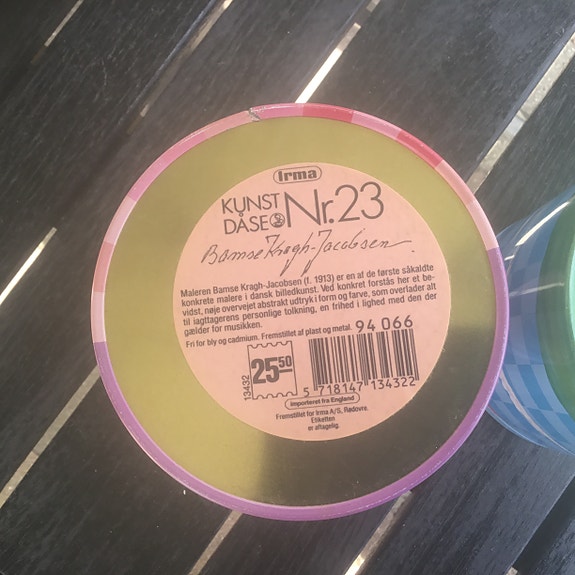 Irma
KUNST
DÅSE Nr.23
Bamse Kragh-Jacobsen
Maleren Bamse Kragh-Jacobsen (f. 1913) er en af de første såkaldte
konkrete malere i dansk billedkunst. Ved konkret forstås her et be-
vidst, nøje overvejet abstrakt udtryk i form og farve, som overlader alt
til iagttagerens personlige tolkning, en frihed i lighed med den der
gælder for musikken.
Fri for bly og cadmium. Fremstillet af plast og metal. 94 066
13432
25.50
5 718147 134322
Importeret fra England
Fremstillet for Irma A/S, Rødovre.
Etiketten
er aftagelig.